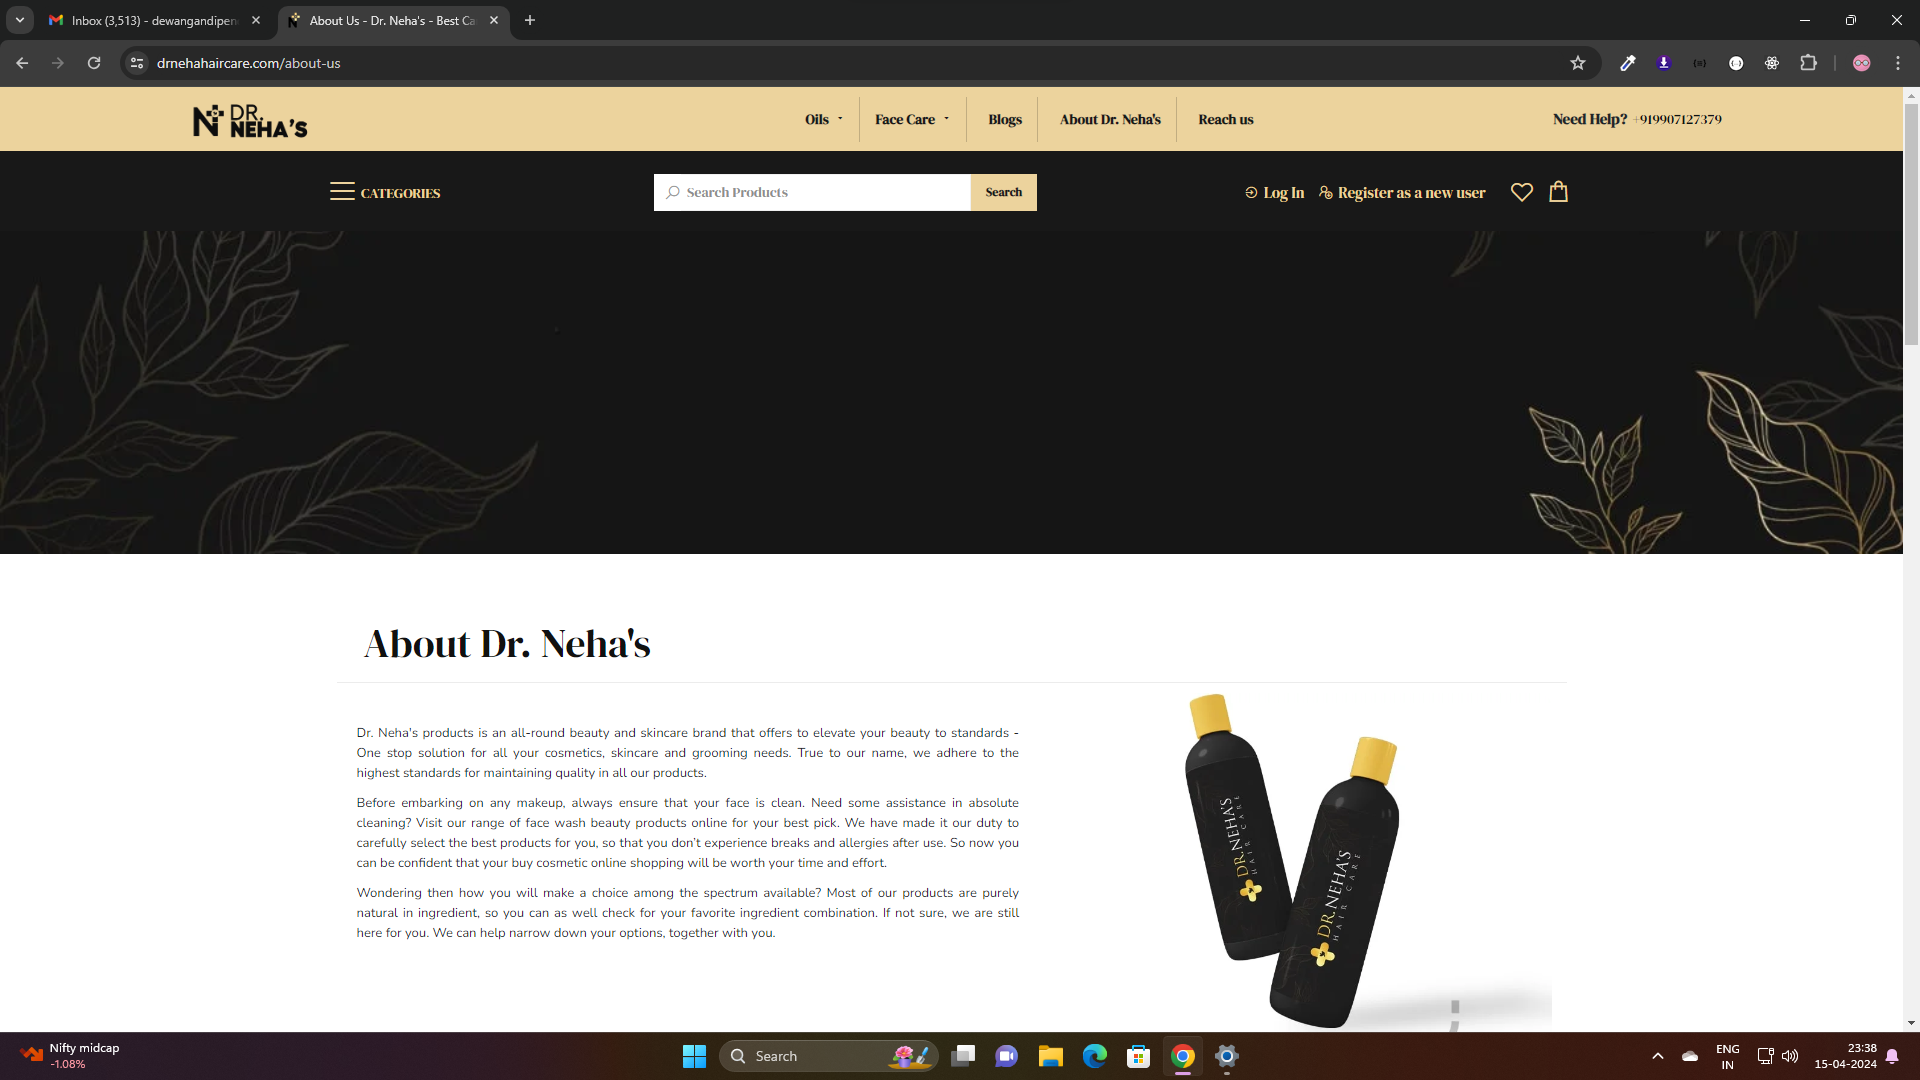 Inbox (3,513) - dewangandipen
About Us - Dr. Neha's - Best Ca
drnehahaircare.com/about-us
DR.
NEHA'S
Oils
Face Care
Blogs
About Dr. Neha's
Reach us
Need Help? +919907127379
CATEGORIES
Search Products
Search
Log In
Register as a new user
About Dr. Neha's
Dr. Neha's products is an all-round beauty and skincare brand that offers to elevate your beauty to standards -
One stop solution for all your cosmetics, skincare and grooming needs. True to our name, we adhere to the
highest standards for maintaining quality in all our products.
Before embarking on any makeup, always ensure that your face is clean. Need some assistance in absolute
cleaning? Visit our range of face wash beauty products online for your best pick. We have made it our duty to
carefully select the best products for you, so that you don't experience breaks and allergies after use. So now you
can be confident that your buy cosmetic online shopping will be worth your time and effort.
Wondering then how you will make a choice among the spectrum available? Most of our products are purely
natural in ingredient, so you can as well check for your favorite ingredient combination. If not sure, we are still
here for you. We can help narrow down your options, together with you.
DR.NEHA'S
HAIR CARE
DR.NEHA'S
HAIR CARE
Nifty midcap
-1.08%
Search
ENG
IN
23:38
15-04-2024